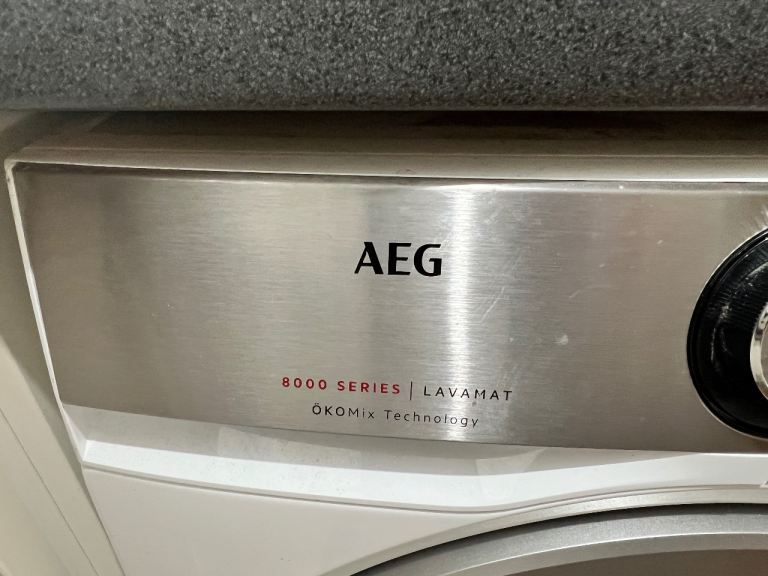 AEG
8000 SERIES | LAVAMAT
ÖKOMix Technology